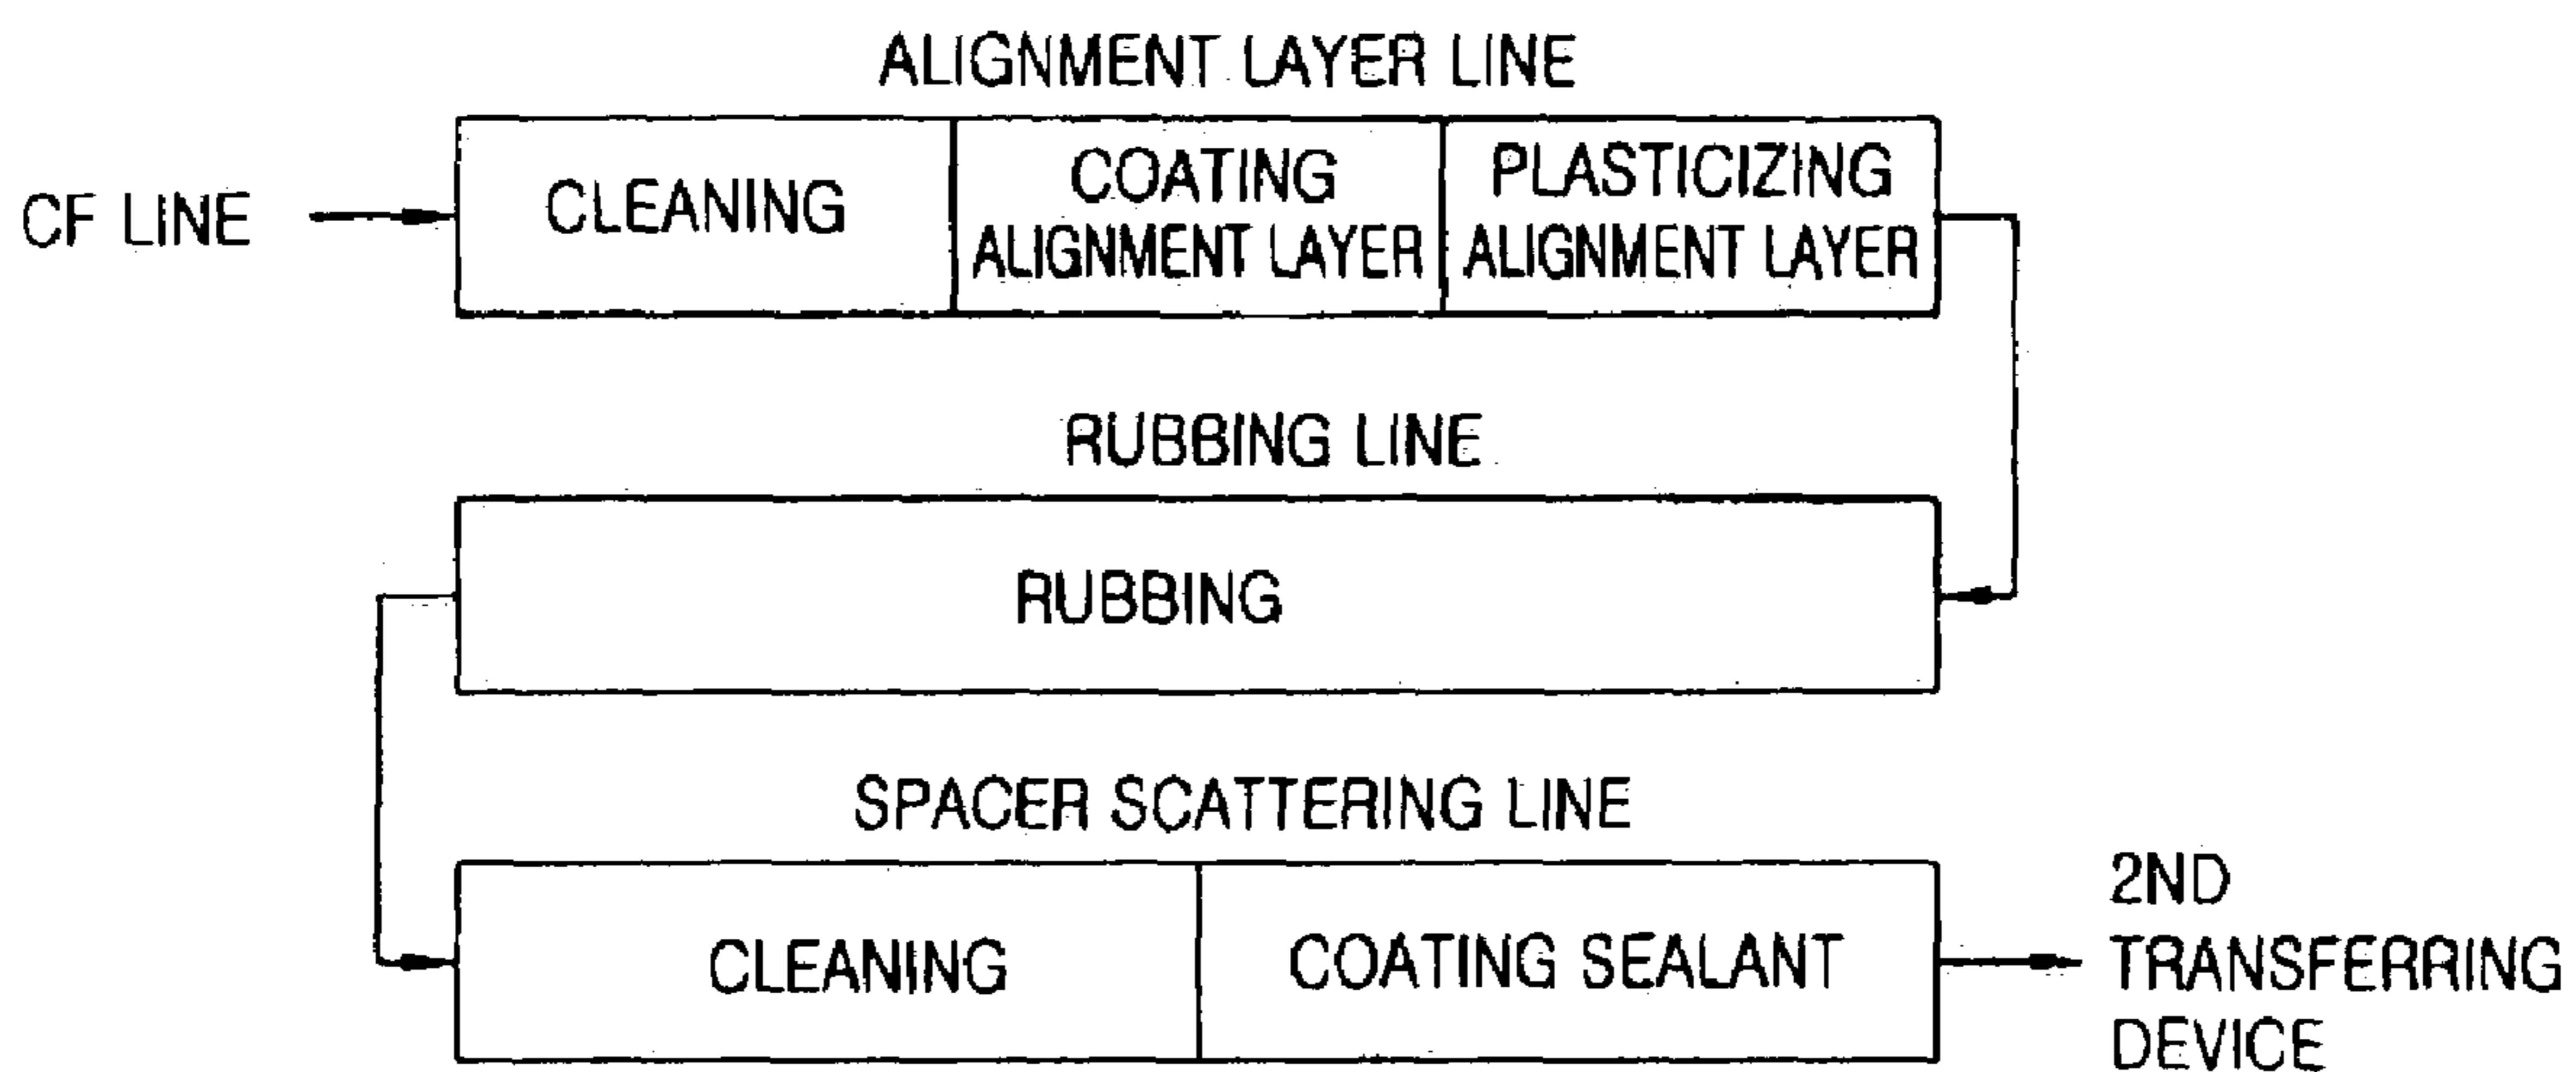 ALIGNMENT LAYER LINE
CF LINE
CLEANING
COATING
ALIGNMENT LAYER
PLASTICIZING
ALIGNMENT LAYER
RUBBING LINE
RUBBING
SPACER SCATTERING LINE
CLEANING
COATING SEALANT
2ND
TRANSFERRING
DEVICE